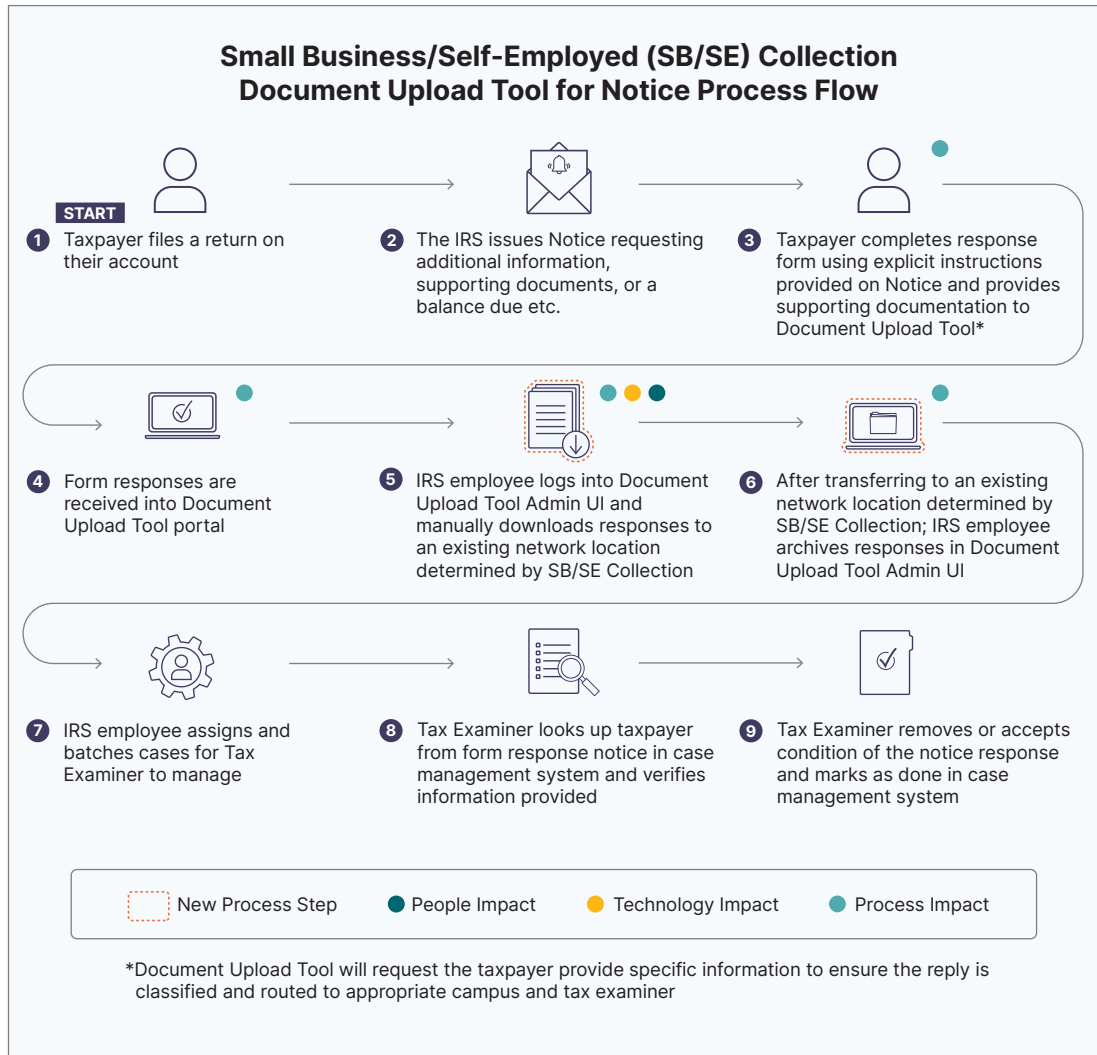 Small Business/Self-Employed (SB/SE) Collection
Document Upload Tool for Notice Process Flow
START
1 Taxpayer files a return on
their account
2 The IRS issues Notice requesting
additional information,
supporting documents, or a
balance due etc.
3 Taxpayer completes response
form using explicit instructions
provided on Notice and provides
supporting documentation to
Document Upload Tool*
4 Form responses are
received into Document
Upload Tool portal
5 IRS employee logs into Document
Upload Tool Admin UI and
manually downloads responses to
an existing network location
determined by SB/SE Collection
6 After transferring to an existing
network location determined by
SB/SE Collection; IRS employee
archives responses in Document
Upload Tool Admin UI
7 IRS employee assigns and
batches cases for Tax
Examiner to manage
8 Tax Examiner looks up taxpayer
from form response notice in case
management system and verifies
information provided
9 Tax Examiner removes or accepts
condition of the notice response
and marks as done in case
management system
New Process Step
People Impact
Technology Impact
Process Impact
*Document Upload Tool will request the taxpayer provide specific information to ensure the reply is
classified and routed to appropriate campus and tax examiner